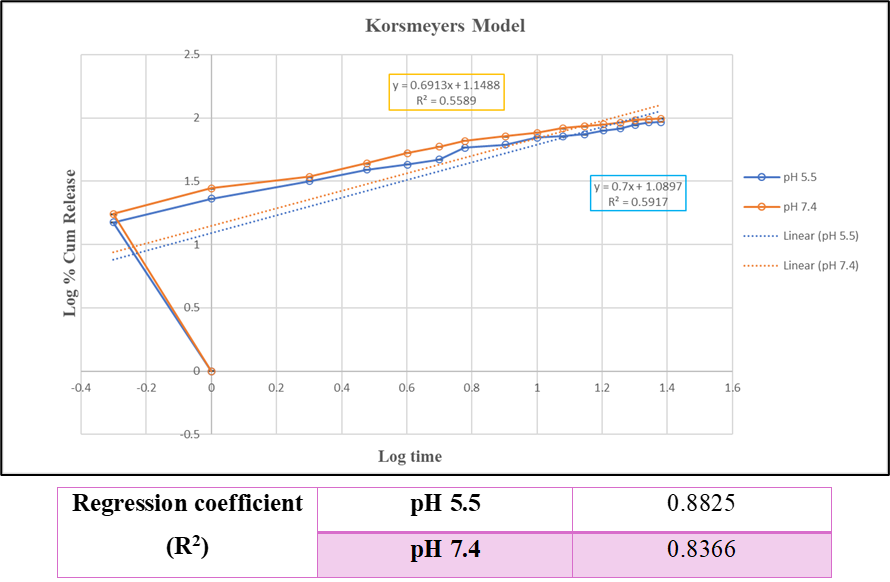 Korsmeyers Model
Log % Cum Release
2.5
2
1.5
1
0.5
0
-0.5
-0.4
-0.2
0
0.2
0.4
0.6
0.8
1
1.2
1.4
1.6
Log time
y = 0.6913x + 1.1488
R² = 0.5589
y = 0.7x + 1.0897
R² = 0.5917
pH 5.5
pH 7.4
Linear (pH 5.5)
Linear (pH 7.4)
Regression coefficient
(R²)
pH 5.5
0.8825
pH 7.4
0.8366